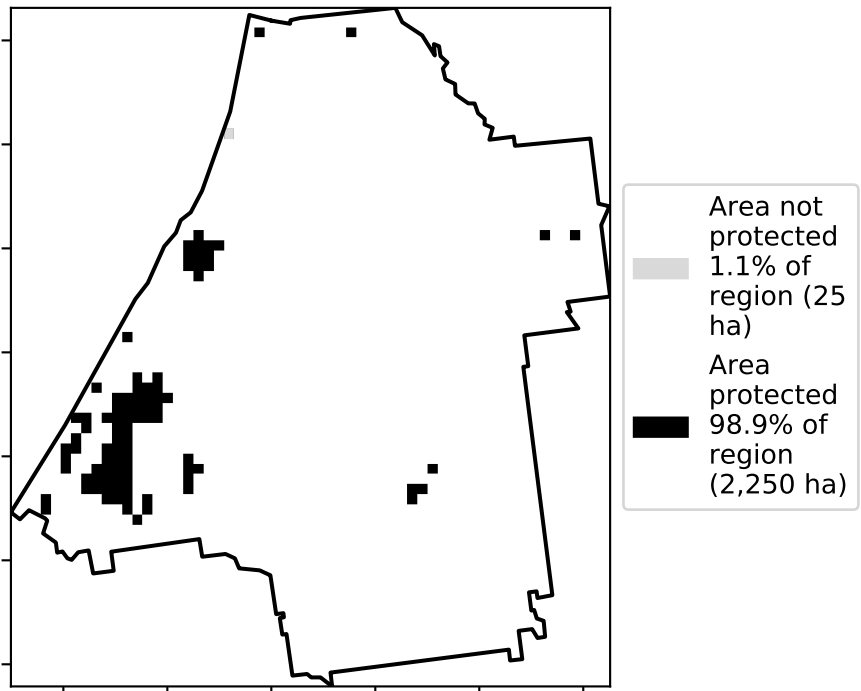 Area not
protected
1.1% of
region (25
ha)
Area
protected
98.9% of
region
(2,250 ha)